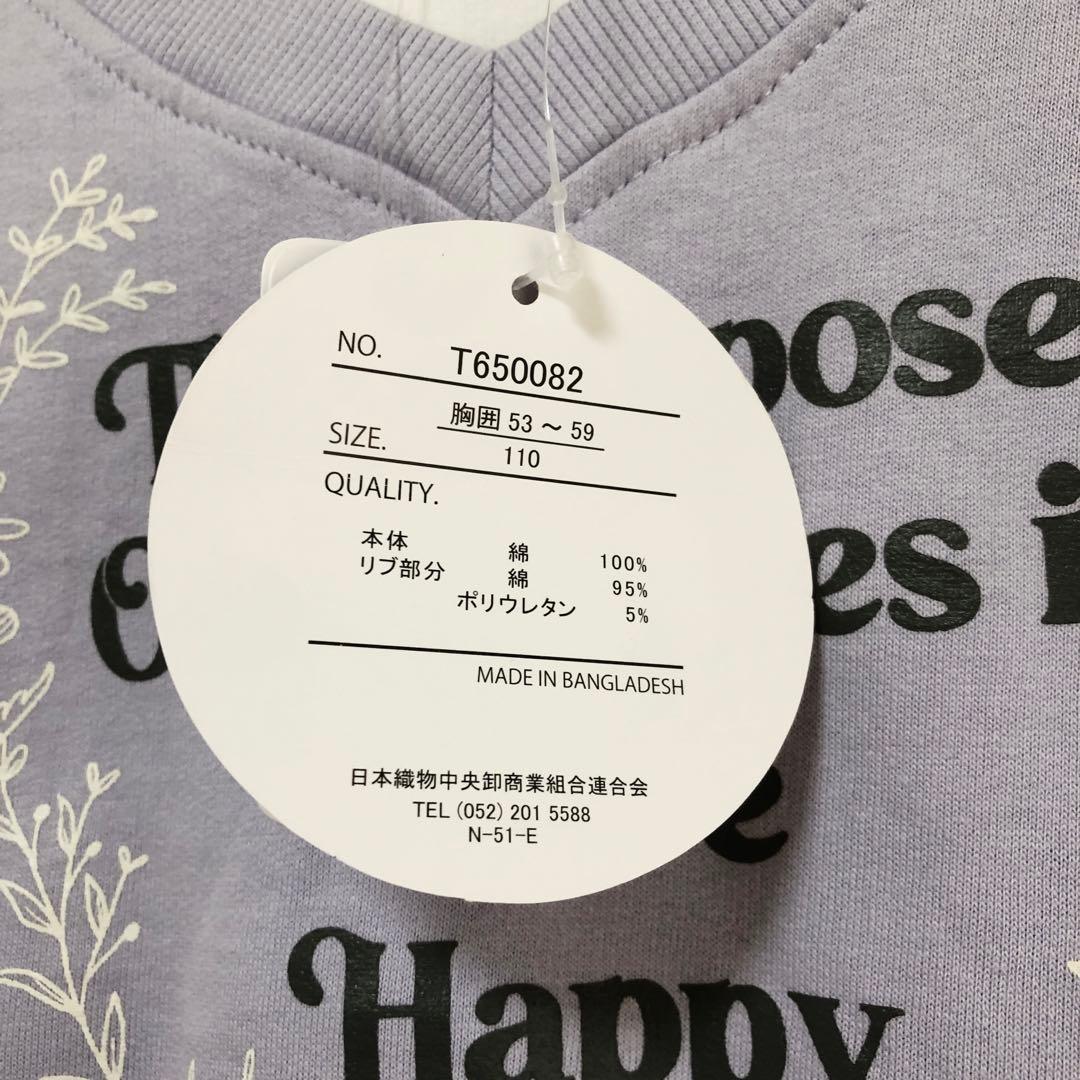 NO. T650082
胸囲 53 ～ 59
SIZE. 110
QUALITY.
本体 綿 100%
リブ部分 綿 95%
ポリウレタン 5%
MADE IN BANGLADESH
日本織物中央卸商業組合連合会
TEL (052) 201 5588
N-51-E
Happy